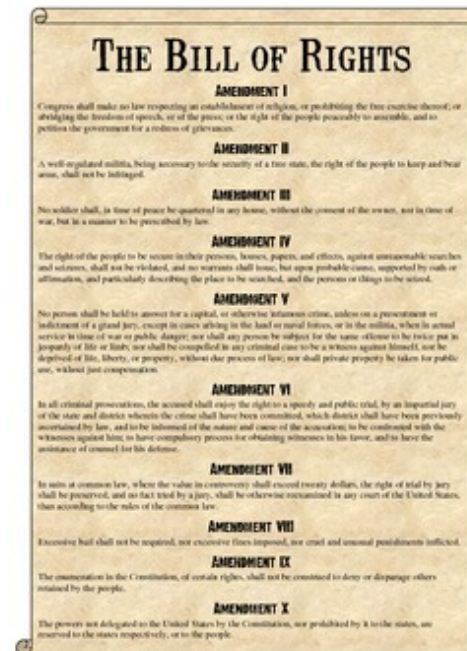 THE BILL OF RIGHTS
AMENDMENT I
Congress shall make no law respecting an establishment of religion, or prohibiting the free exercise thereof; or
abridging the freedom of speech, or of the press; or the right of the people peaceably to assemble, and to
petition the government for a redress of grievances.
AMENDMENT II
A well-regulated militia, being necessary to the security of a free state, the right of the people to keep and bear
arms, shall not be infringed.
AMENDMENT III
No soldier shall, in time of peace be quartered in any house, without the consent of the owner, nor in time of
war, but in a manner to be prescribed by law.
AMENDMENT IV
The right of the people to be secure in their persons, houses, papers, and effects, against unreasonable searches
and seizures, shall not be violated, and no warrants shall issue, but upon probable cause, supported by oath or
affirmation, and particularly describing the place to be searched, and the persons or things to be seized.
AMENDMENT V
No person shall be held to answer for a capital, or otherwise infamous crime, unless on a presentment or
indictment of a grand jury, except in cases arising in the land or naval forces, or in the militia, when in actual
service in time of war or public danger; nor shall any person be subject for the same offense to be twice put in
jeopardy of life or limb; nor shall be compelled in any criminal case to be a witness against himself, nor be
deprived of life, liberty, or property, without due process of law; nor shall private property be taken for public
use, without just compensation.
AMENDMENT VI
In all criminal prosecutions, the accused shall enjoy the right to a speedy and public trial, by an impartial jury
of the state and district wherein the crime shall have been committed, which district shall have been previously
ascertained by law, and to be informed of the nature and cause of the accusation; to be confronted with the
witnesses against him; to have compulsory process for obtaining witnesses in his favor, and to have the
assistance of counsel for his defense.
AMENDMENT VII
In suits at common law, where the value in controversy shall exceed twenty dollars, the right of trial by jury
shall be preserved, and no fact tried by a jury, shall be otherwise reexamined in any court of the United States,
than according to the rules of the common law.
AMENDMENT VIII
Excessive bail shall not be required, nor excessive fines imposed, nor cruel and unusual punishments inflicted.
AMENDMENT IX
The enumeration in the Constitution, of certain rights, shall not be construed to deny or disparage others
retained by the people.
AMENDMENT X
The powers not delegated to the United States by the Constitution, nor prohibited by it to the states, are
reserved to the states respectively, or to the people.